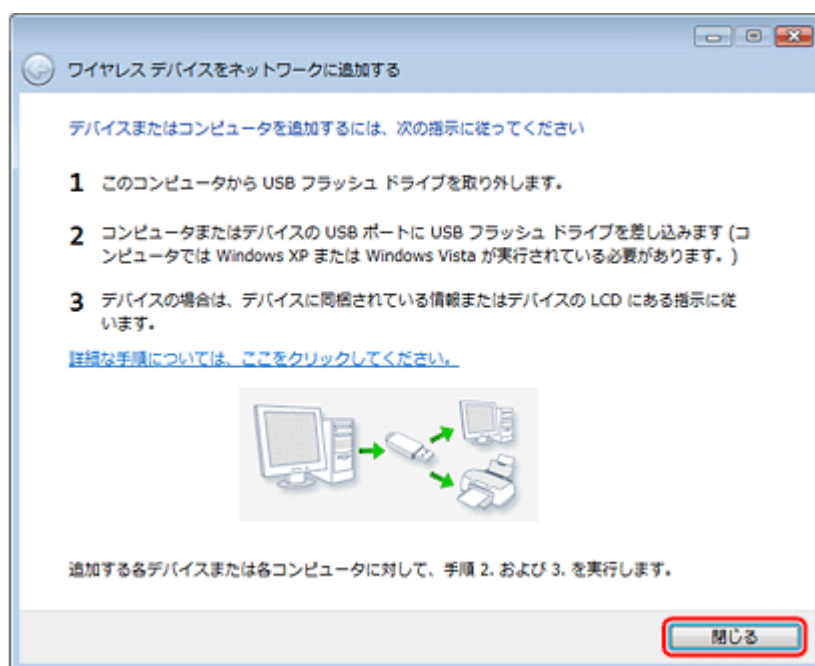 ワイヤレス デバイスをネットワークに追加する
デバイスまたはコンピュータを追加するには、次の指示に従ってください
1 このコンピュータから USB フラッシュ ドライブを取り外します。
2 コンピュータまたはデバイスの USB ポートに USB フラッシュ ドライブを差し込みます (コ
ンピュータでは Windows XP または Windows Vista が実行されている必要があります。)
3 デバイスの場合は、デバイスに同梱されている情報またはデバイスの LCD にある指示に従
います。
詳細な手順については、ここをクリックしてください。
追加する各デバイスまたは各コンピュータに対して、手順 2. および 3. を実行します。
閉じる